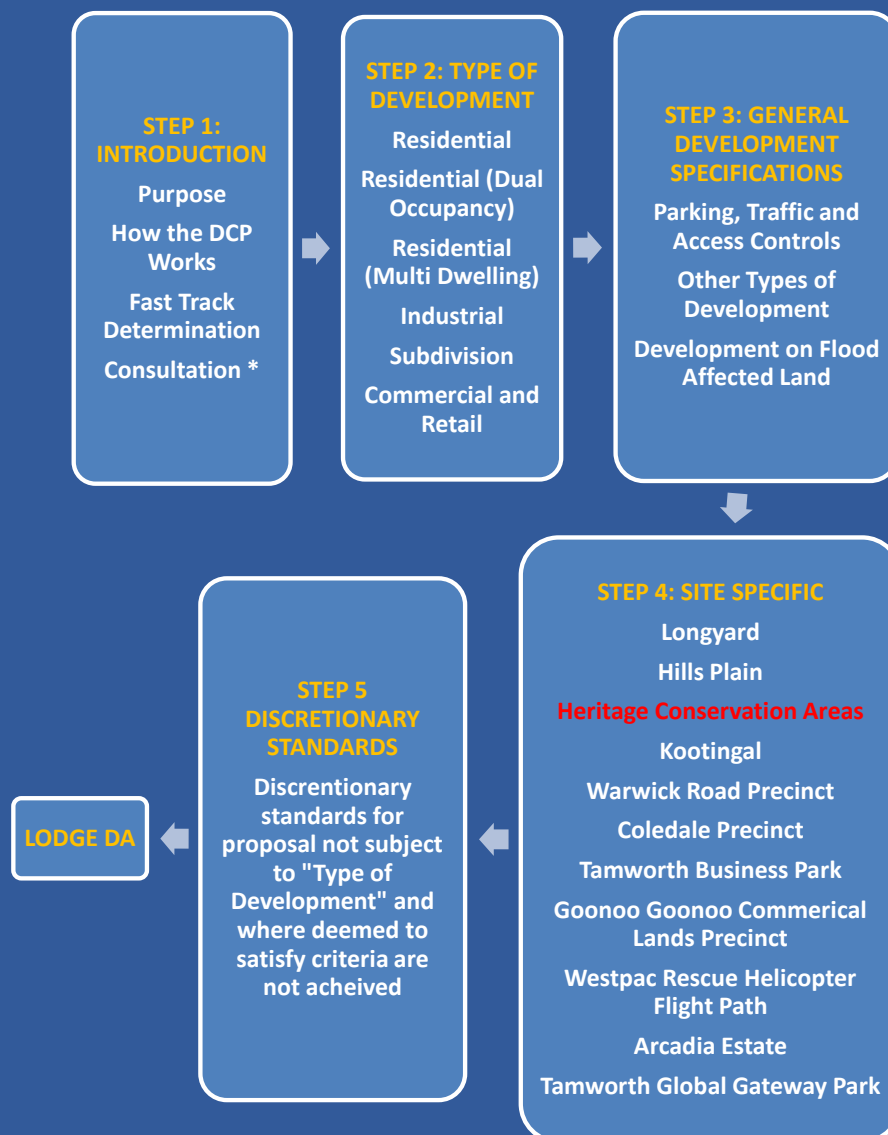 STEP 1:
INTRODUCTION
Purpose
How the DCP
Works
Fast Track
Determination
Consultation *
STEP 2: TYPE OF
DEVELOPMENT
Residential
Residential (Dual
Occupancy)
Residential
(Multi Dwelling)
Industrial
Subdivision
Commercial and
Retail
STEP 3: GENERAL
DEVELOPMENT
SPECIFICATIONS
Parking, Traffic and
Access Controls
Other Types of
Development
Development on Flood
Affected Land
STEP 4: SITE SPECIFIC
Longyard
Hills Plain
Heritage Conservation Areas
Kootingal
Warwick Road Precinct
Coledale Precinct
Tamworth Business Park
Goonoo Goonoo Commerical
Lands Precinct
Westpac Rescue Helicopter
Flight Path
Arcadia Estate
Tamworth Global Gateway Park
STEP 5
DISCRETIONARY
STANDARDS
Discrentionary
standards for
proposal not subject
to "Type of
Development" and
where deemed to
satisfy criteria are
not acheived
LODGE DA